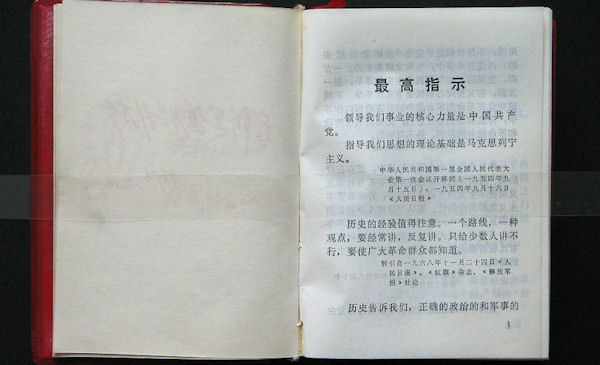 最高指示
领导我们事业的核心力量是中国共产
党。
指导我们思想的理论基础是马克思列宁
主义。
中华人民共和国第一届全国人民代表大
会第一次会议开幕词（一九五四年九
月十五日），一九五四年九月十六日
《人民日报》
历史的经验值得注意。一个路线，一种
观点，要经常讲，反复讲。只给少数人讲不
行，要使广大革命群众都知道。
转引自一九六八年十一月二十四日《人
民日报》、《红旗》杂志、《解放军
报》社论
历史告诉我们，正确的政治的和军事的